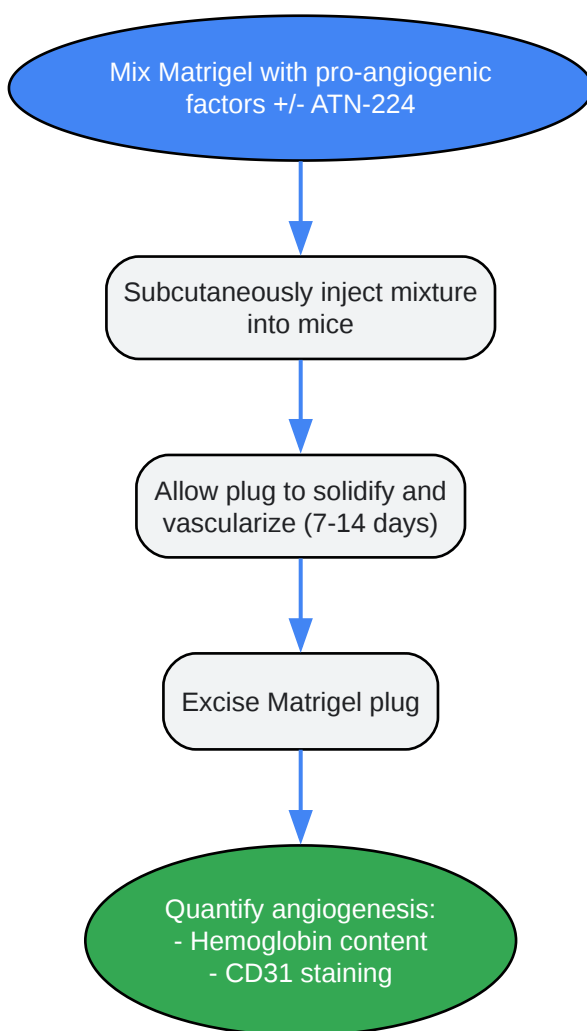 Mix Matrigel with pro-angiogenic
factors +/- ATN-224
Subcutaneously inject mixture
into mice
Allow plug to solidify and
vascularize (7-14 days)
Excise Matrigel plug
Quantify angiogenesis:
- Hemoglobin content
- CD31 staining